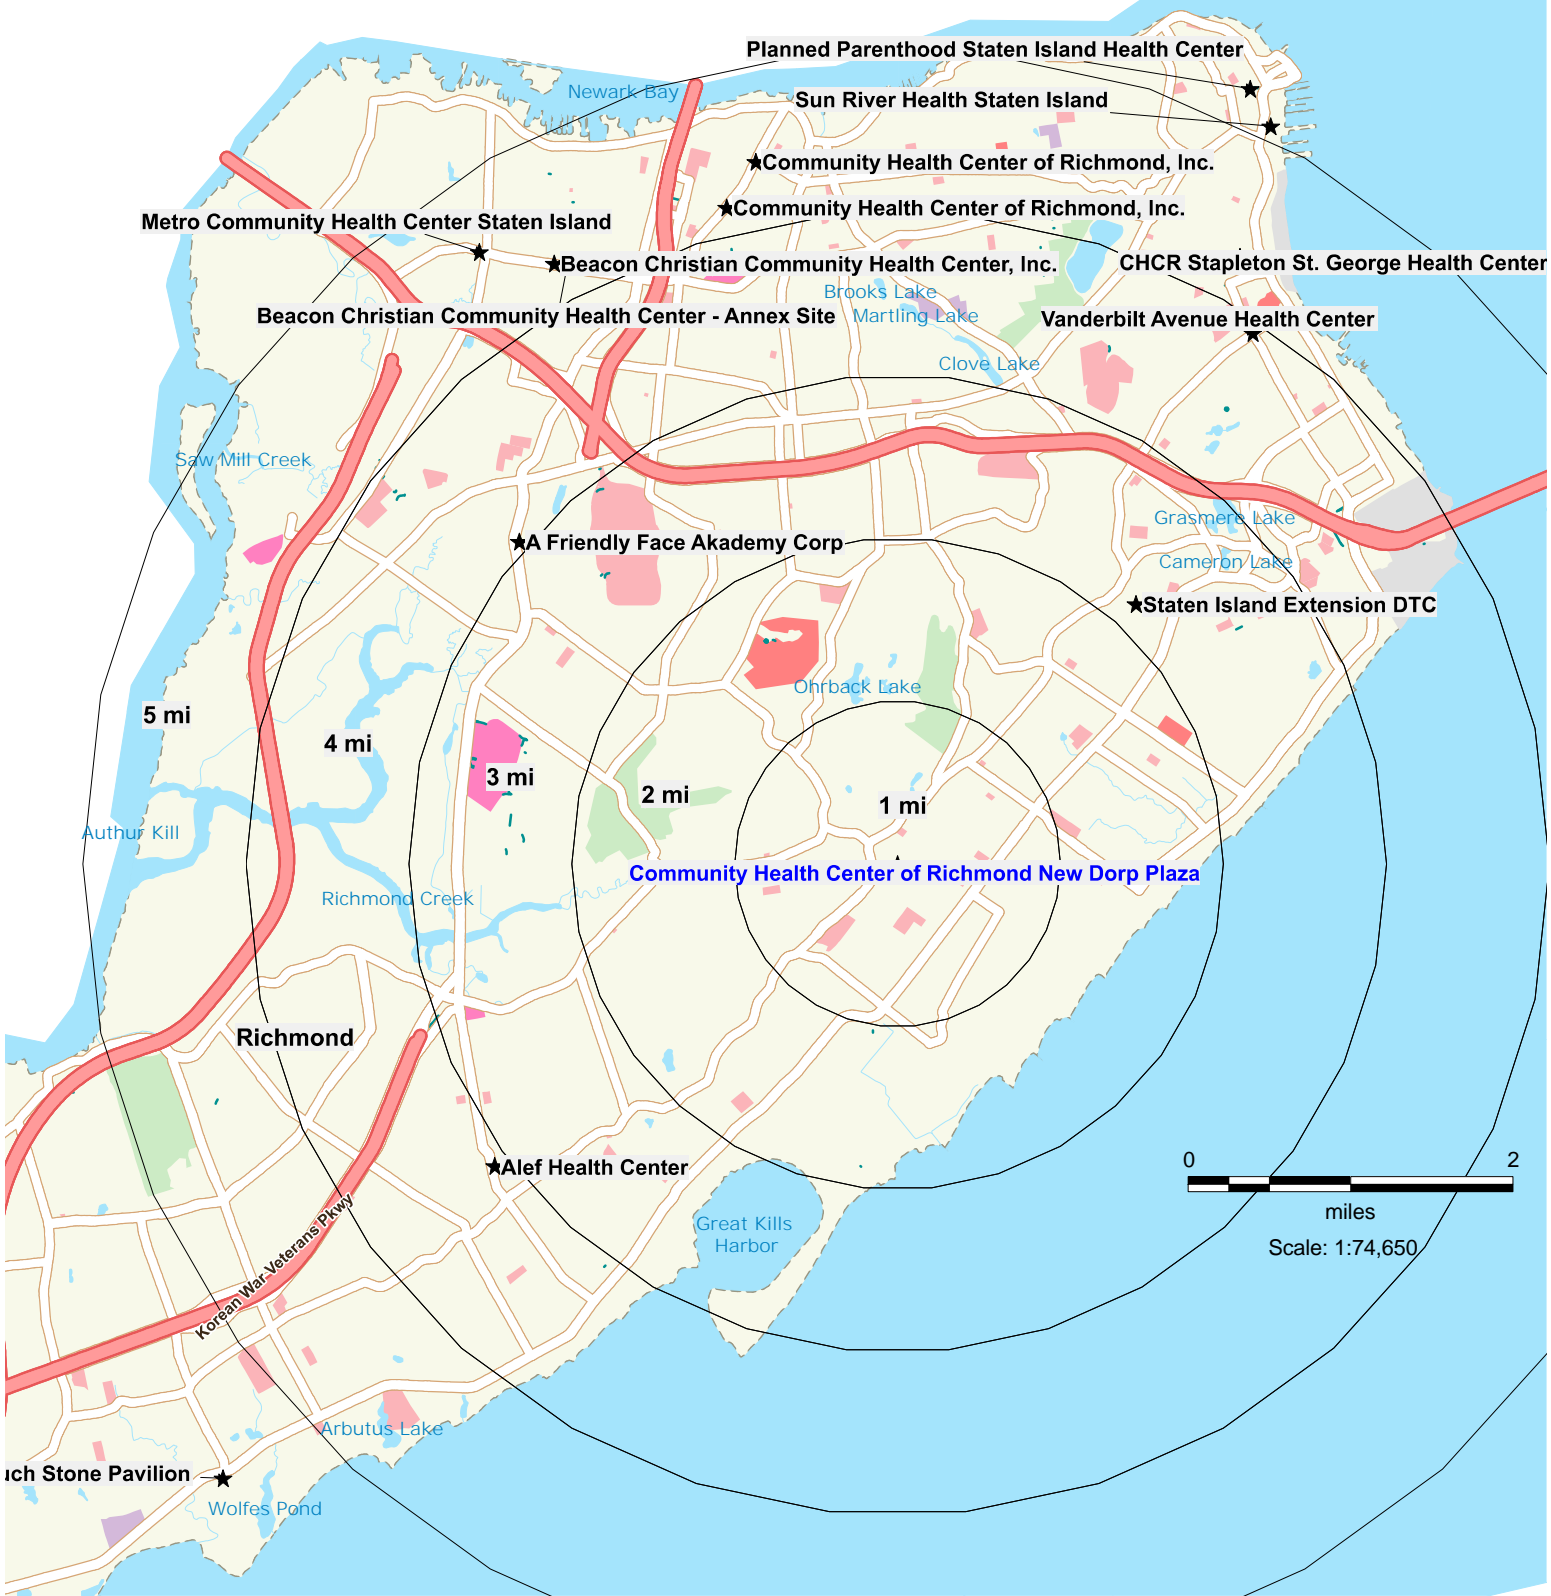 Planned Parenthood Staten Island Health Center
Newark Bay
Sun River Health Staten Island
Community Health Center of Richmond, Inc.
Community Health Center of Richmond, Inc.
Metro Community Health Center Staten Island
Beacon Christian Community Health Center, Inc.
CHCR Stapleton St. George Health Center
Brooks Lake
Beacon Christian Community Health Center - Annex Site
Martling Lake
Vanderbilt Avenue Health Center
Clove Lake
Saw Mill Creek
Grasmere Lake
A Friendly Face Akademy Corp
Cameron Lake
Staten Island Extension DTC
Ohrback Lake
5 mi
4 mi
3 mi
2 mi
1 mi
Authur Kill
Community Health Center of Richmond New Dorp Plaza
Richmond Creek
Richmond
Alef Health Center
0 2
miles
Scale: 1:74,650
Great Kills
Harbor
Korean War Veterans Pkwy
Arbutus Lake
uch Stone Pavilion
Wolfes Pond